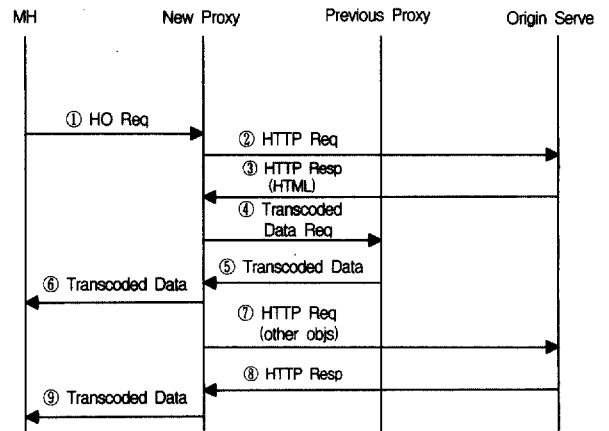 MH New Proxy Previous Proxy Origin Serve
① HO Req
② HTTP Req
③ HTTP Resp
(HTML)
④ Transcoded
Data Req
⑤ Transcoded Data
⑥ Transcoded Data
⑦ HTTP Req
(other objs)
⑧ HTTP Resp
⑨ Transcoded Data